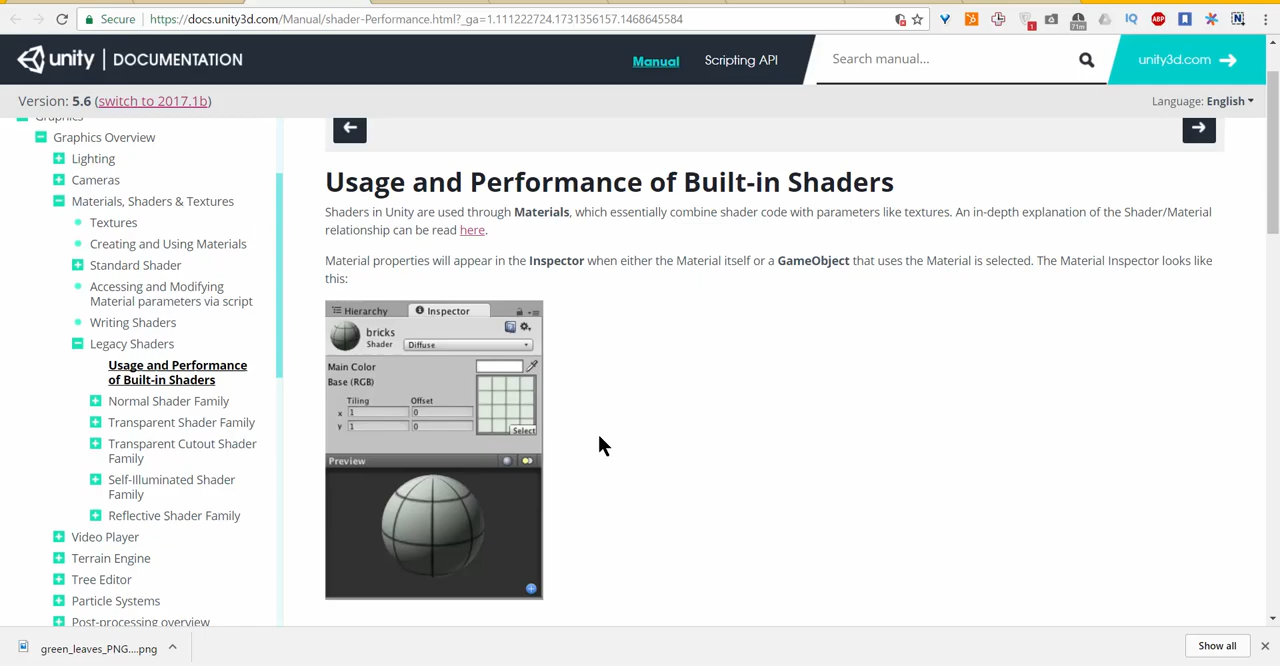 Secure https://docs.unity3d.com/Manual/shader-Performance.html?_ga=1.111222724.1731356157.1468645584
1 71m IQ ABP N
unity DOCUMENTATION Manual Scripting API Search manual... unity3d.com
Version: 5.6 (switch to 2017.1b) Language: English
Graphics
Graphics Overview
Lighting
Cameras
Materials, Shaders & Textures
Textures
Creating and Using Materials
Standard Shader
Accessing and Modifying
Material parameters via script
Writing Shaders
Legacy Shaders
Usage and Performance
of Built-in Shaders
Normal Shader Family
Transparent Shader Family
Transparent Cutout Shader
Family
Self-Illuminated Shader
Family
Reflective Shader Family
Video Player
Terrain Engine
Tree Editor
Particle Systems
Post-processing overview
Usage and Performance of Built-in Shaders
Shaders in Unity are used through Materials, which essentially combine shader code with parameters like textures. An in-depth explanation of the Shader/Material
relationship can be read here.
Material properties will appear in the Inspector when either the Material itself or a GameObject that uses the Material is selected. The Material Inspector looks like
this:
Hierarchy Inspector
bricks
Shader Diffuse
Main Color
Base (RGB)
Tiling Offset
x 1 0
y 1 0
Select
Preview
green_leaves_PNG....png Show all